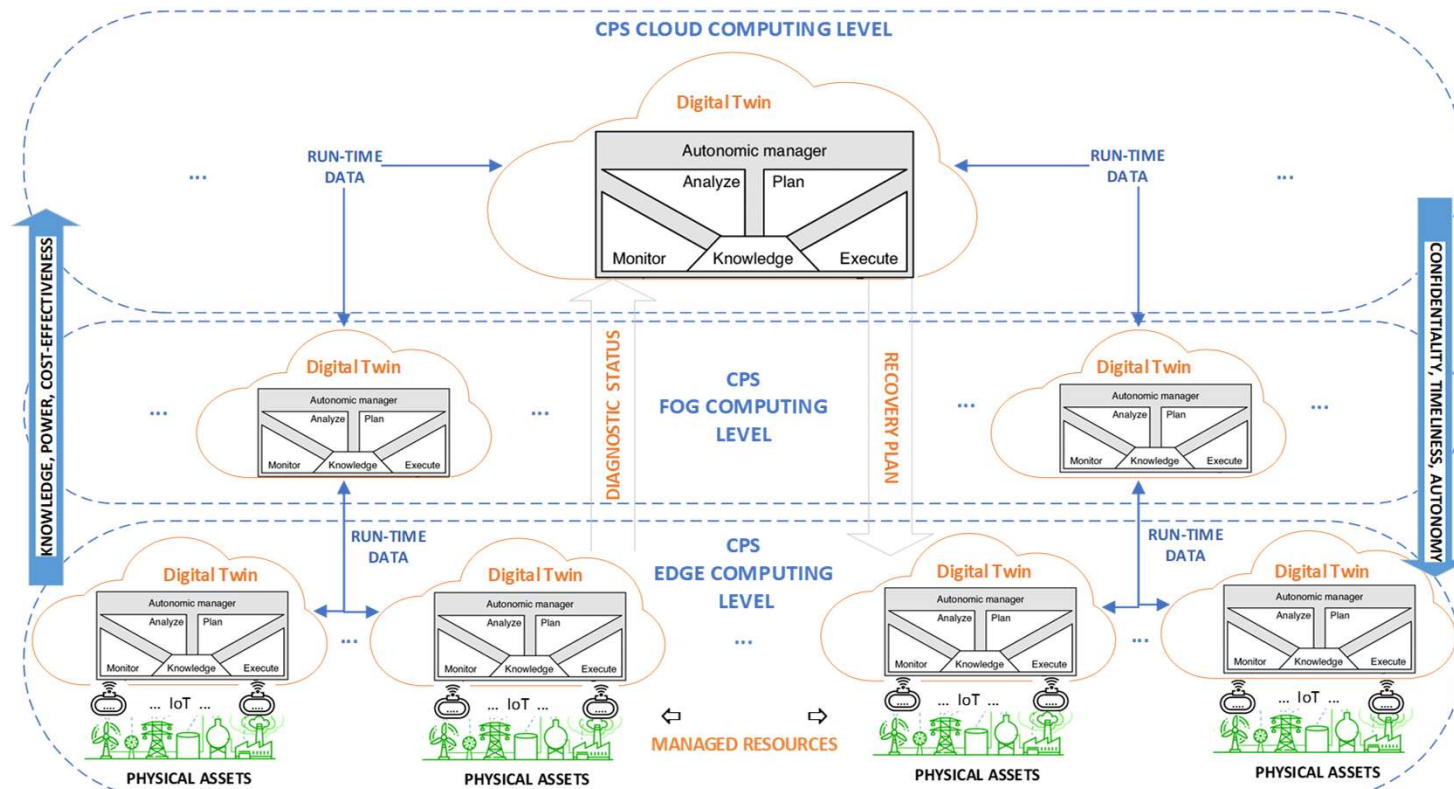 CPS CLOUD COMPUTING LEVEL
Digital Twin
Autonomic manager
Analyze
Plan
Monitor
Knowledge
Execute
RUN-TIME
DATA
RUN-TIME
DATA
...
...
KNOWLEDGE, POWER, COST-EFFECTIVENESS
CONFIDENTIALITY, TIMELINESS, AUTONOMY
DIAGNOSTIC STATUS
RECOVERY PLAN
CPS
FOG COMPUTING
LEVEL
...
Digital Twin
Autonomic manager
Analyze
Plan
Monitor
Knowledge
Execute
...
...
Digital Twin
Autonomic manager
Analyze
Plan
Monitor
Knowledge
Execute
...
RUN-TIME
DATA
RUN-TIME
DATA
CPS
EDGE COMPUTING
LEVEL
Digital Twin
Autonomic manager
Analyze
Plan
Monitor
Knowledge
Execute
...
Digital Twin
Autonomic manager
Analyze
Plan
Monitor
Knowledge
Execute
...
Digital Twin
Autonomic manager
Analyze
Plan
Monitor
Knowledge
Execute
...
Digital Twin
Autonomic manager
Analyze
Plan
Monitor
Knowledge
Execute
... IoT ...
... IoT ...
... IoT ...
... IoT ...
MANAGED RESOURCES
PHYSICAL ASSETS
PHYSICAL ASSETS
PHYSICAL ASSETS
PHYSICAL ASSETS